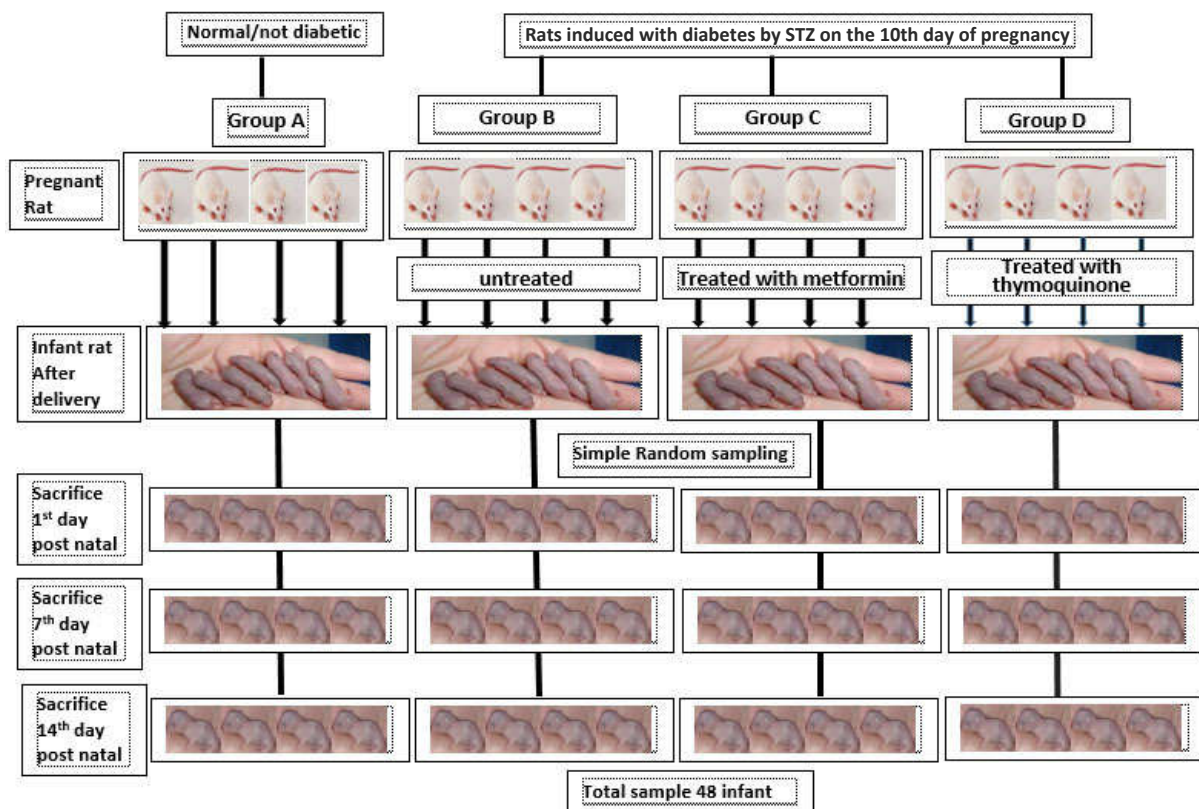 Normal/not diabetic
Rats induced with diabetes by STZ on the 10th day of pregnancy
Group A
Group B
Group C
Group D
Pregnant
Rat
untreated
Treated with metformin
Treated with
thymoquinone
Infant rat
After
delivery
Simple Random sampling
Sacrifice
1st day
post natal
Sacrifice
7th day
post natal
Sacrifice
14th day
post natal
Total sample 48 infant